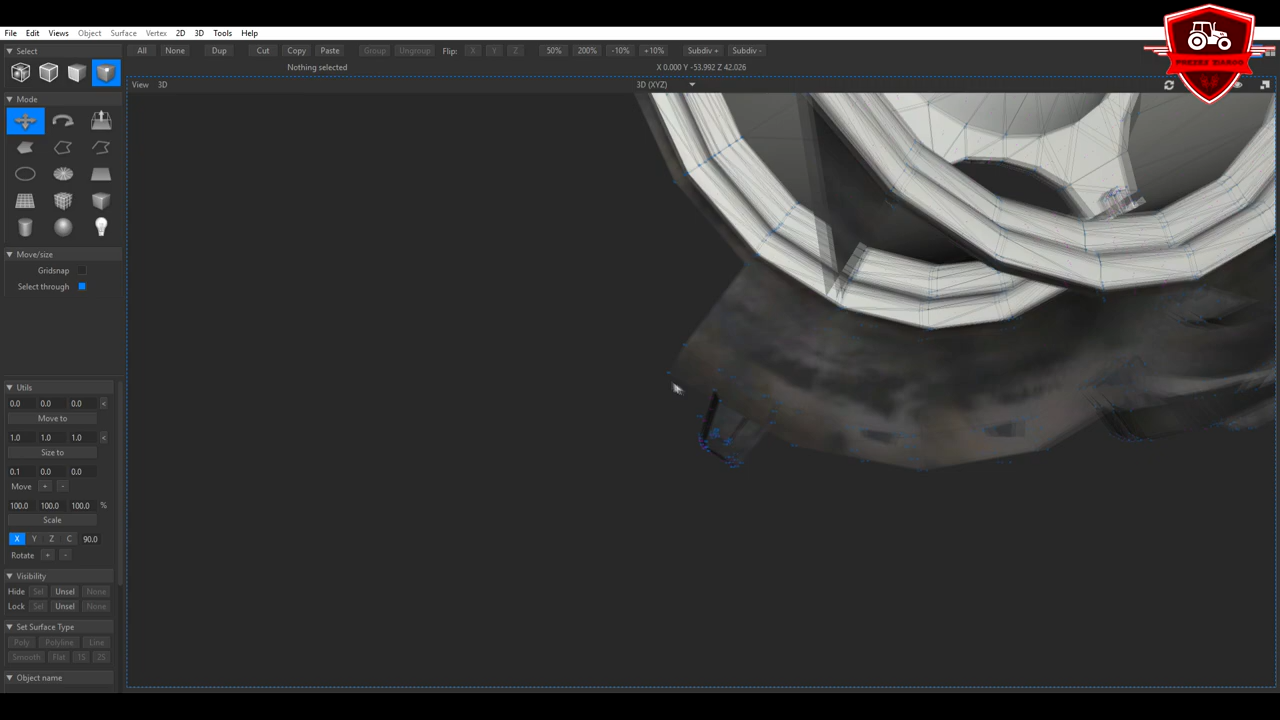 File Edit Views Object Surface Vertex 2D 3D Tools Help
Select
All None Dup Cut Copy Paste Group Ungroup Flip: X Y Z 50% 200% -10% +10% Subdiv + Subdiv -
Nothing selected X 0.000 Y -53.992 Z 42.026
View 3D 3D (XYZ)
Mode
Move/size
Gridsnap
Select through
Utils
0.0 0.0 0.0 <
Move to
1.0 1.0 1.0 <
Size to
0.1 0.0 0.0
Move + -
100.0 100.0 100.0 %
Scale
X Y Z C 90.0
Rotate + -
Visibility
Hide Sel Unsel None
Lock Sel Unsel None
Set Surface Type
Poly Polyline Line
Smooth Flat 1S 2S
Object name